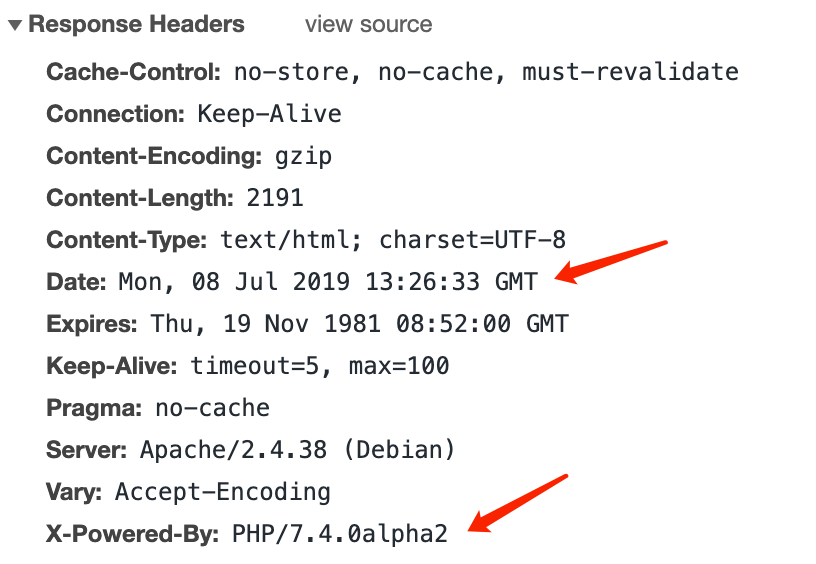 Response Headers view source
Cache-Control: no-store, no-cache, must-revalidate
Connection: Keep-Alive
Content-Encoding: gzip
Content-Length: 2191
Content-Type: text/html; charset=UTF-8
Date: Mon, 08 Jul 2019 13:26:33 GMT
Expires: Thu, 19 Nov 1981 08:52:00 GMT
Keep-Alive: timeout=5, max=100
Pragma: no-cache
Server: Apache/2.4.38 (Debian)
Vary: Accept-Encoding
X-Powered-By: PHP/7.4.0alpha2